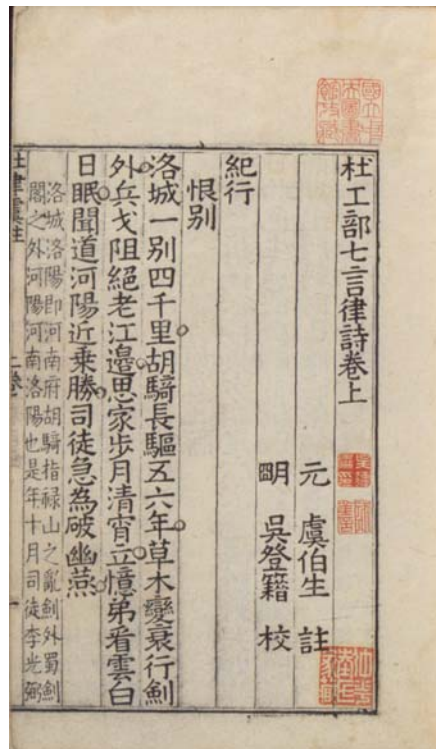 杜工部七言律詩卷上
元　虞伯生　註
明　吳登籍　校
紀行
恨別
洛城一別四千里胡騎長驅五六年草木變衰行劍
外兵戈阻絕老江邊思家步月清宵立憶弟看雲白
日眠聞道河陽近乘勝司徒急為破幽燕
洛城洛陽即河南府胡騎指祿山之亂劍外蜀劍
閣之外河陽河南洛陽也是年十月司徒李光弼
杜律虞註　上卷　一